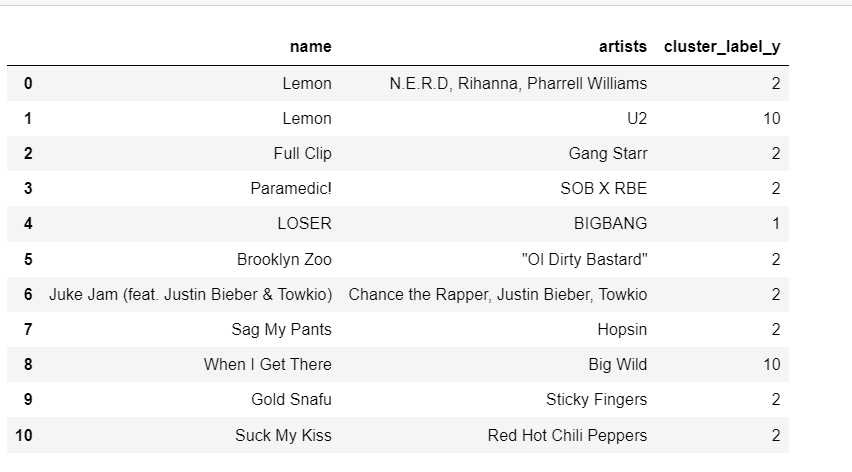 name artists cluster_label_y
0 Lemon N.E.R.D, Rihanna, Pharrell Williams 2
1 Lemon U2 10
2 Full Clip Gang Starr 2
3 Paramedic! SOB X RBE 2
4 LOSER BIGBANG 1
5 Brooklyn Zoo "Ol Dirty Bastard" 2
6 Juke Jam (feat. Justin Bieber & Towkio) Chance the Rapper, Justin Bieber, Towkio 2
7 Sag My Pants Hopsin 2
8 When I Get There Big Wild 10
9 Gold Snafu Sticky Fingers 2
10 Suck My Kiss Red Hot Chili Peppers 2